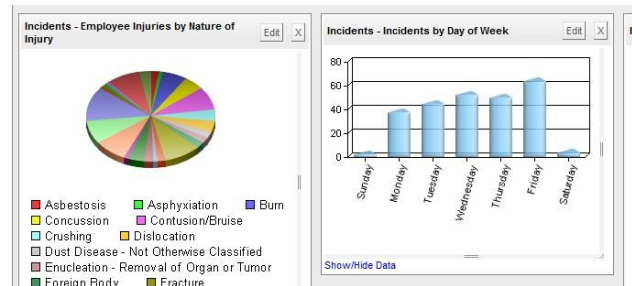 Incidents - Employee Injuries by Nature of
Injury
Edit
X
Asbestosis Asphyxiation Burn
Concussion Contusion/Bruise
Crushing Dislocation
Dust Disease - Not Otherwise Classified
Enucleation - Removal of Organ or Tumor
Foreign Body Fracture
Incidents - Incidents by Day of Week
Edit
X
80
60
40
20
0
Sunday
Monday
Tuesday
Wednesday
Thursday
Friday
Saturday
Show/Hide Data